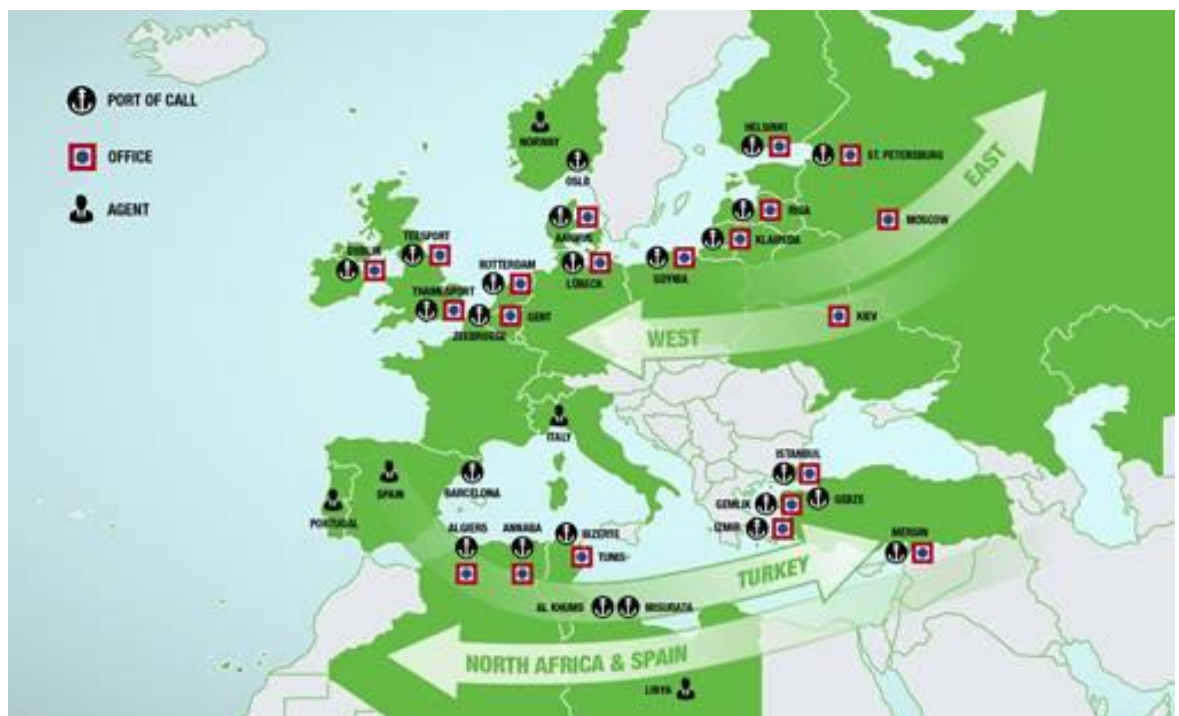 PORT OF CALL
OFFICE
AGENT
NORWAY
OSLO
HELSINKI
ST. PETERSBURG
EAST
AARHUS
RIGA
MOSCOW
KLAIPEDA
DUBLIN
TEESPORT
ROTTERDAM
LÜBECK
GDYNIA
THAMESPORT
GENT
ZEEBRUGGE
WEST
KIEV
ITALY
SPAIN
PORTUGAL
BARCELONA
ISTANBUL
GEMLIK
GEBZE
IZMIR
ALGIERS
ANNABA
BIZERTE
TUNIS
MERSIN
TURKEY
AL KHUMS
MISURATA
NORTH AFRICA & SPAIN
LIBYA